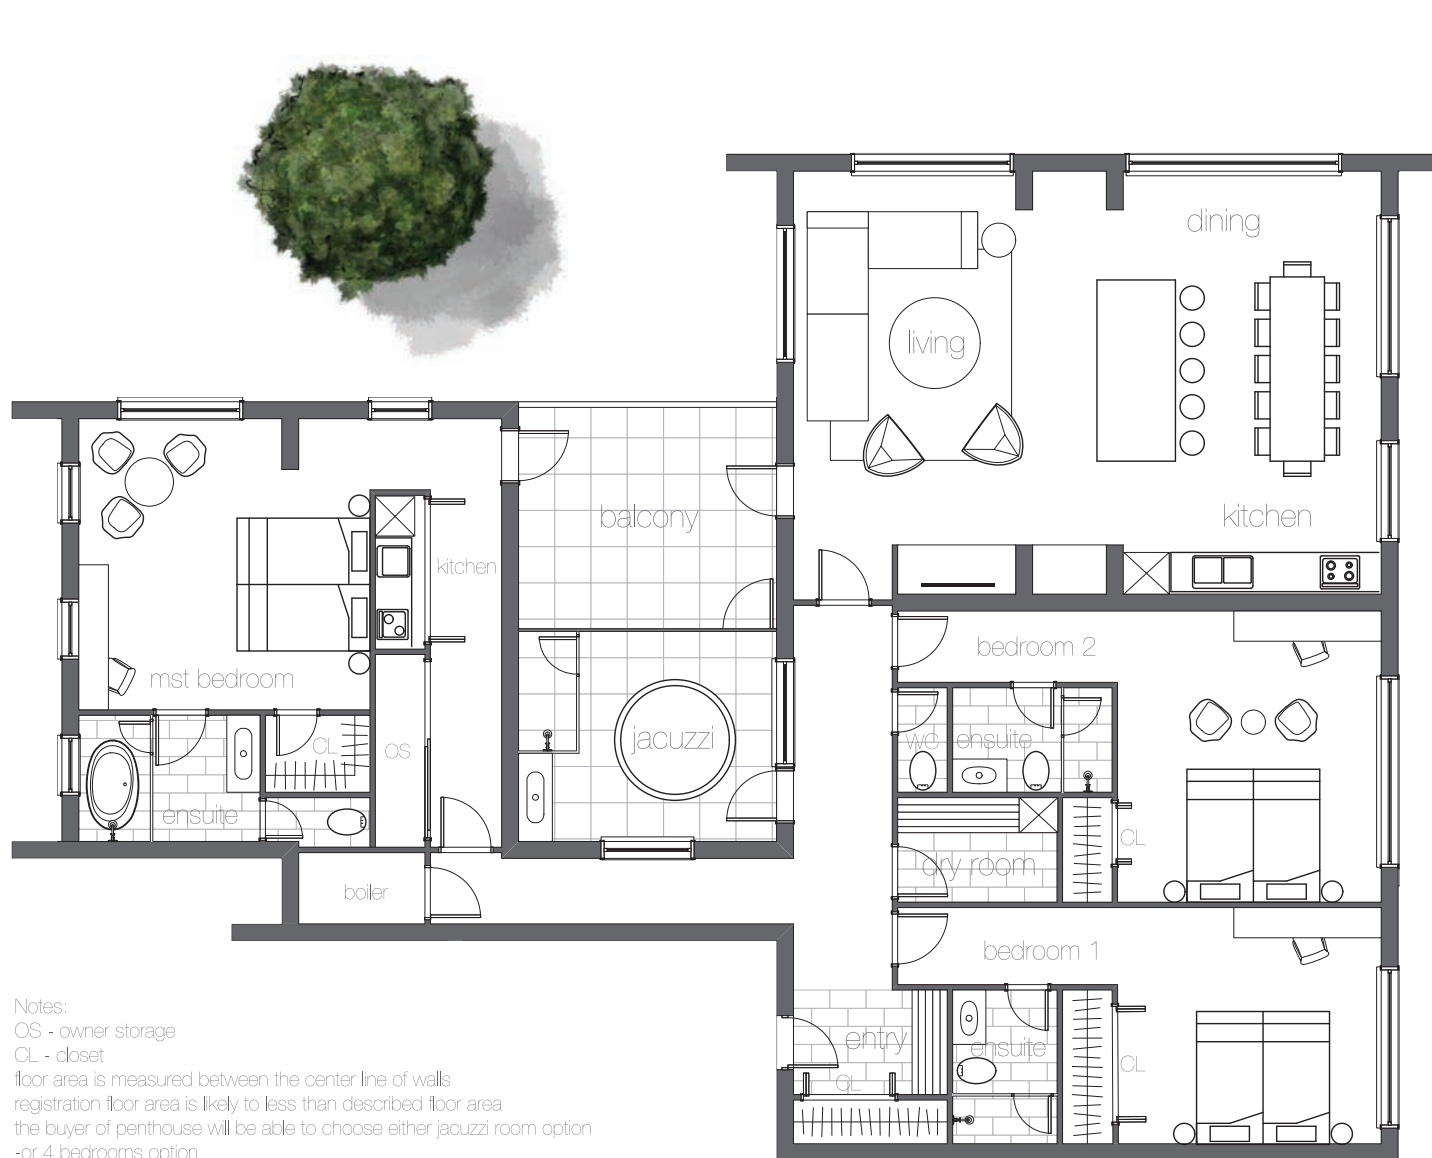 dining
living
balcony
kitchen
kitchen
bedroom 2
mst bedroom
jacuzzi
CL
OS
WC
ensuite
ensuite
CL
dry room
boiler
bedroom 1
entry
ensuite
CL
CL
Notes:
OS - owner storage
CL - closet
floor area is measured between the center line of walls
registration floor area is likely to less than described floor area
the buyer of penthouse will be able to choose either jacuzzi room option
-or 4 bedrooms option